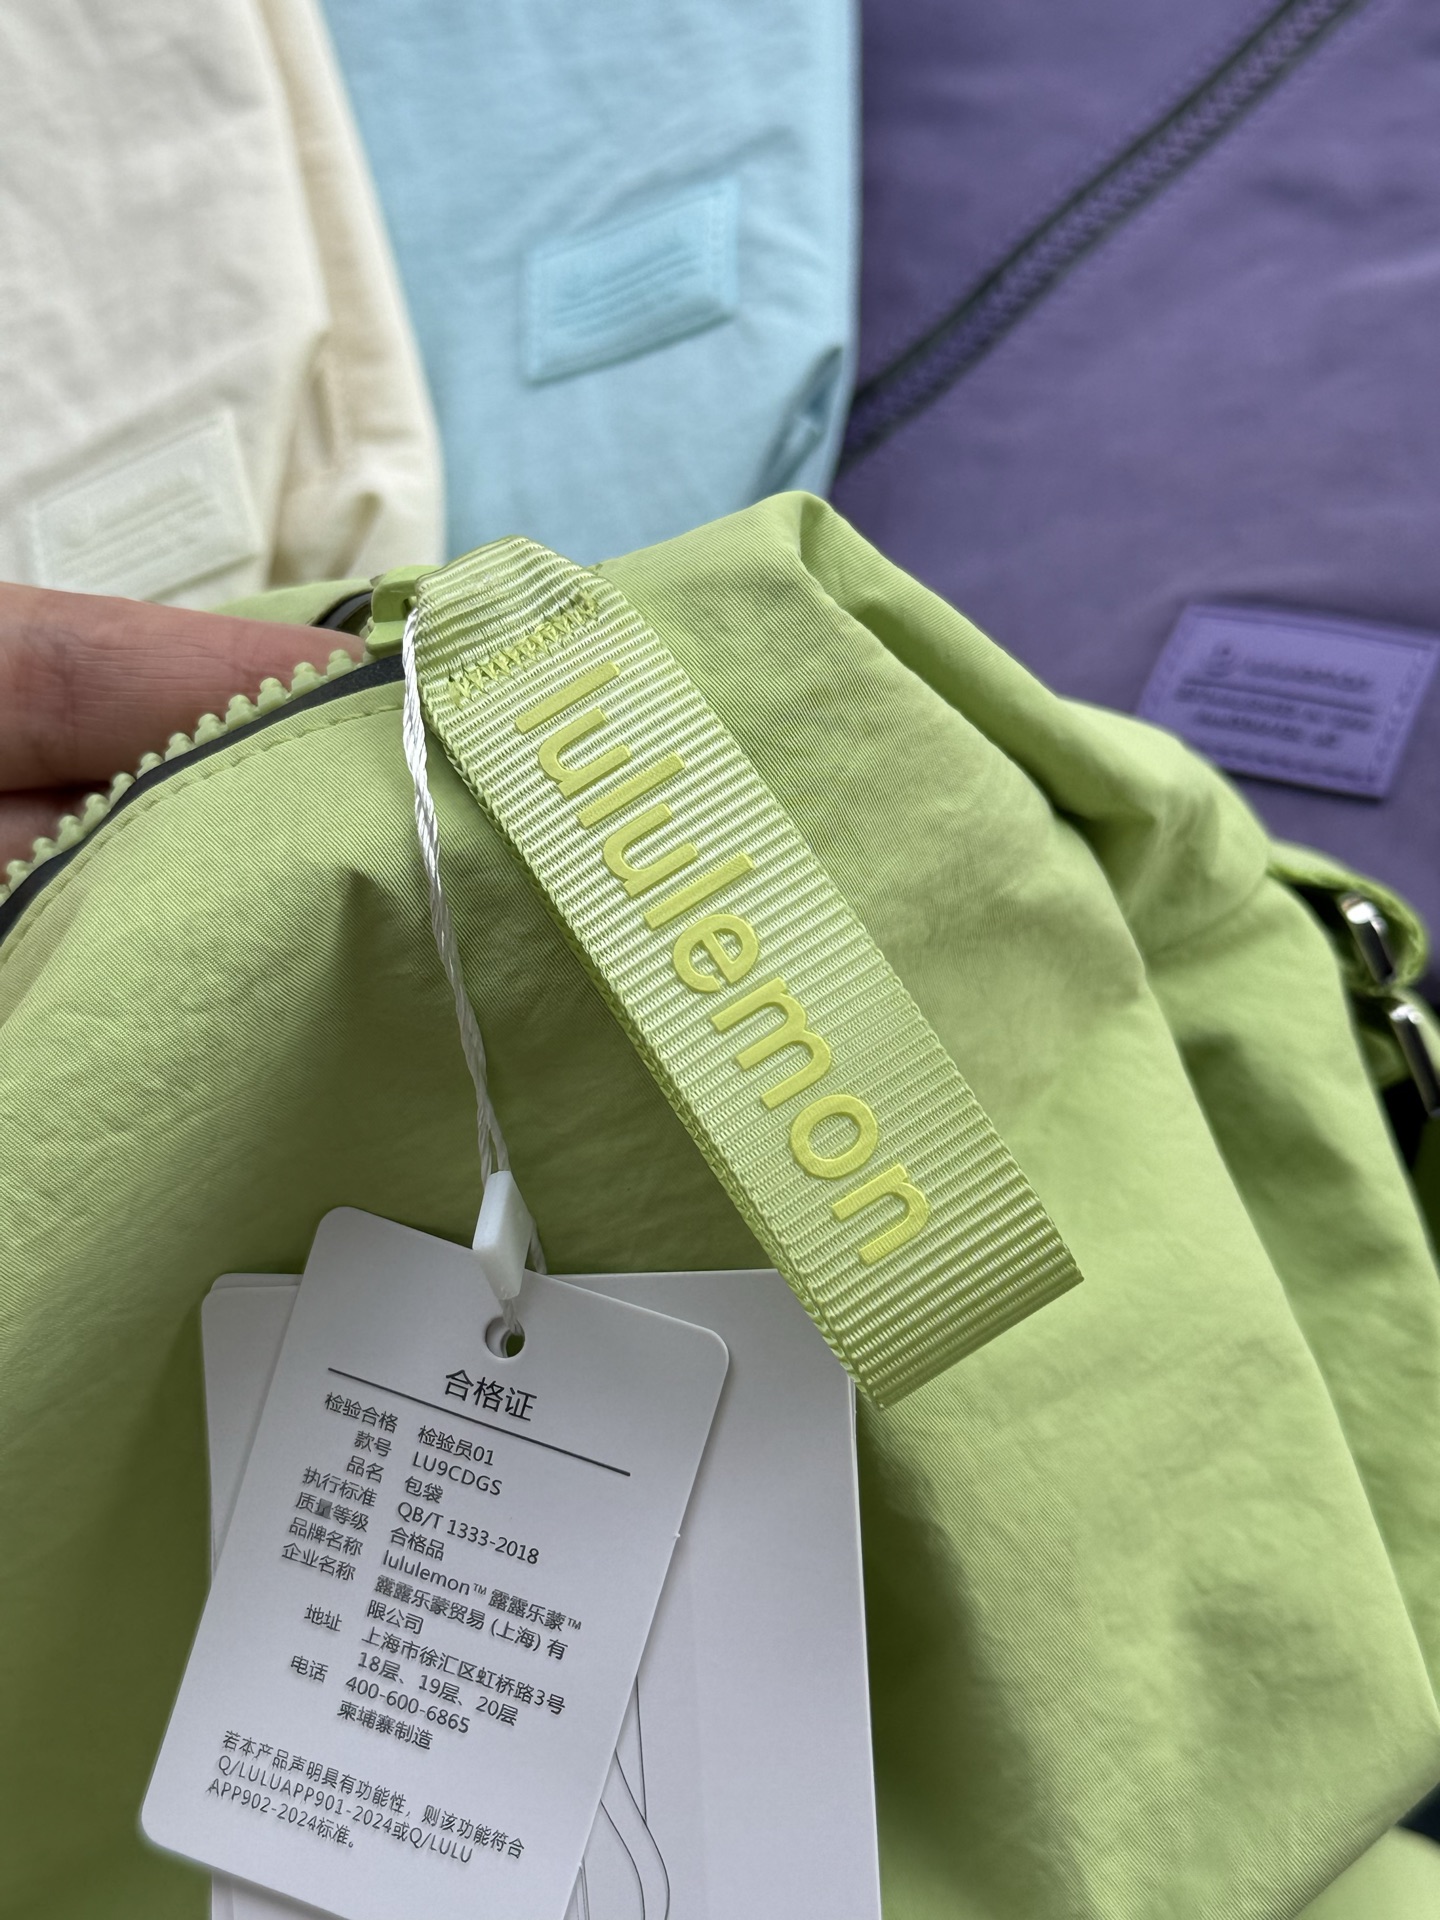 lululemon
合格证
检验合格 检验员01
款号 LU9CDGS
品名 包袋
执行标准 QB/T 1333-2018
质量等级 合格品
品牌名称 lululemon™ 露露乐蒙™
企业名称 露露乐蒙贸易 (上海) 有
限公司
地址 上海市徐汇区虹桥路3号
18层、19层、20层
电话 400-600-6865
柬埔寨制造
若本产品声明具有功能性，则该功能符合
Q/LULUAPP901-2024或Q/LULU
APP902-2024标准。